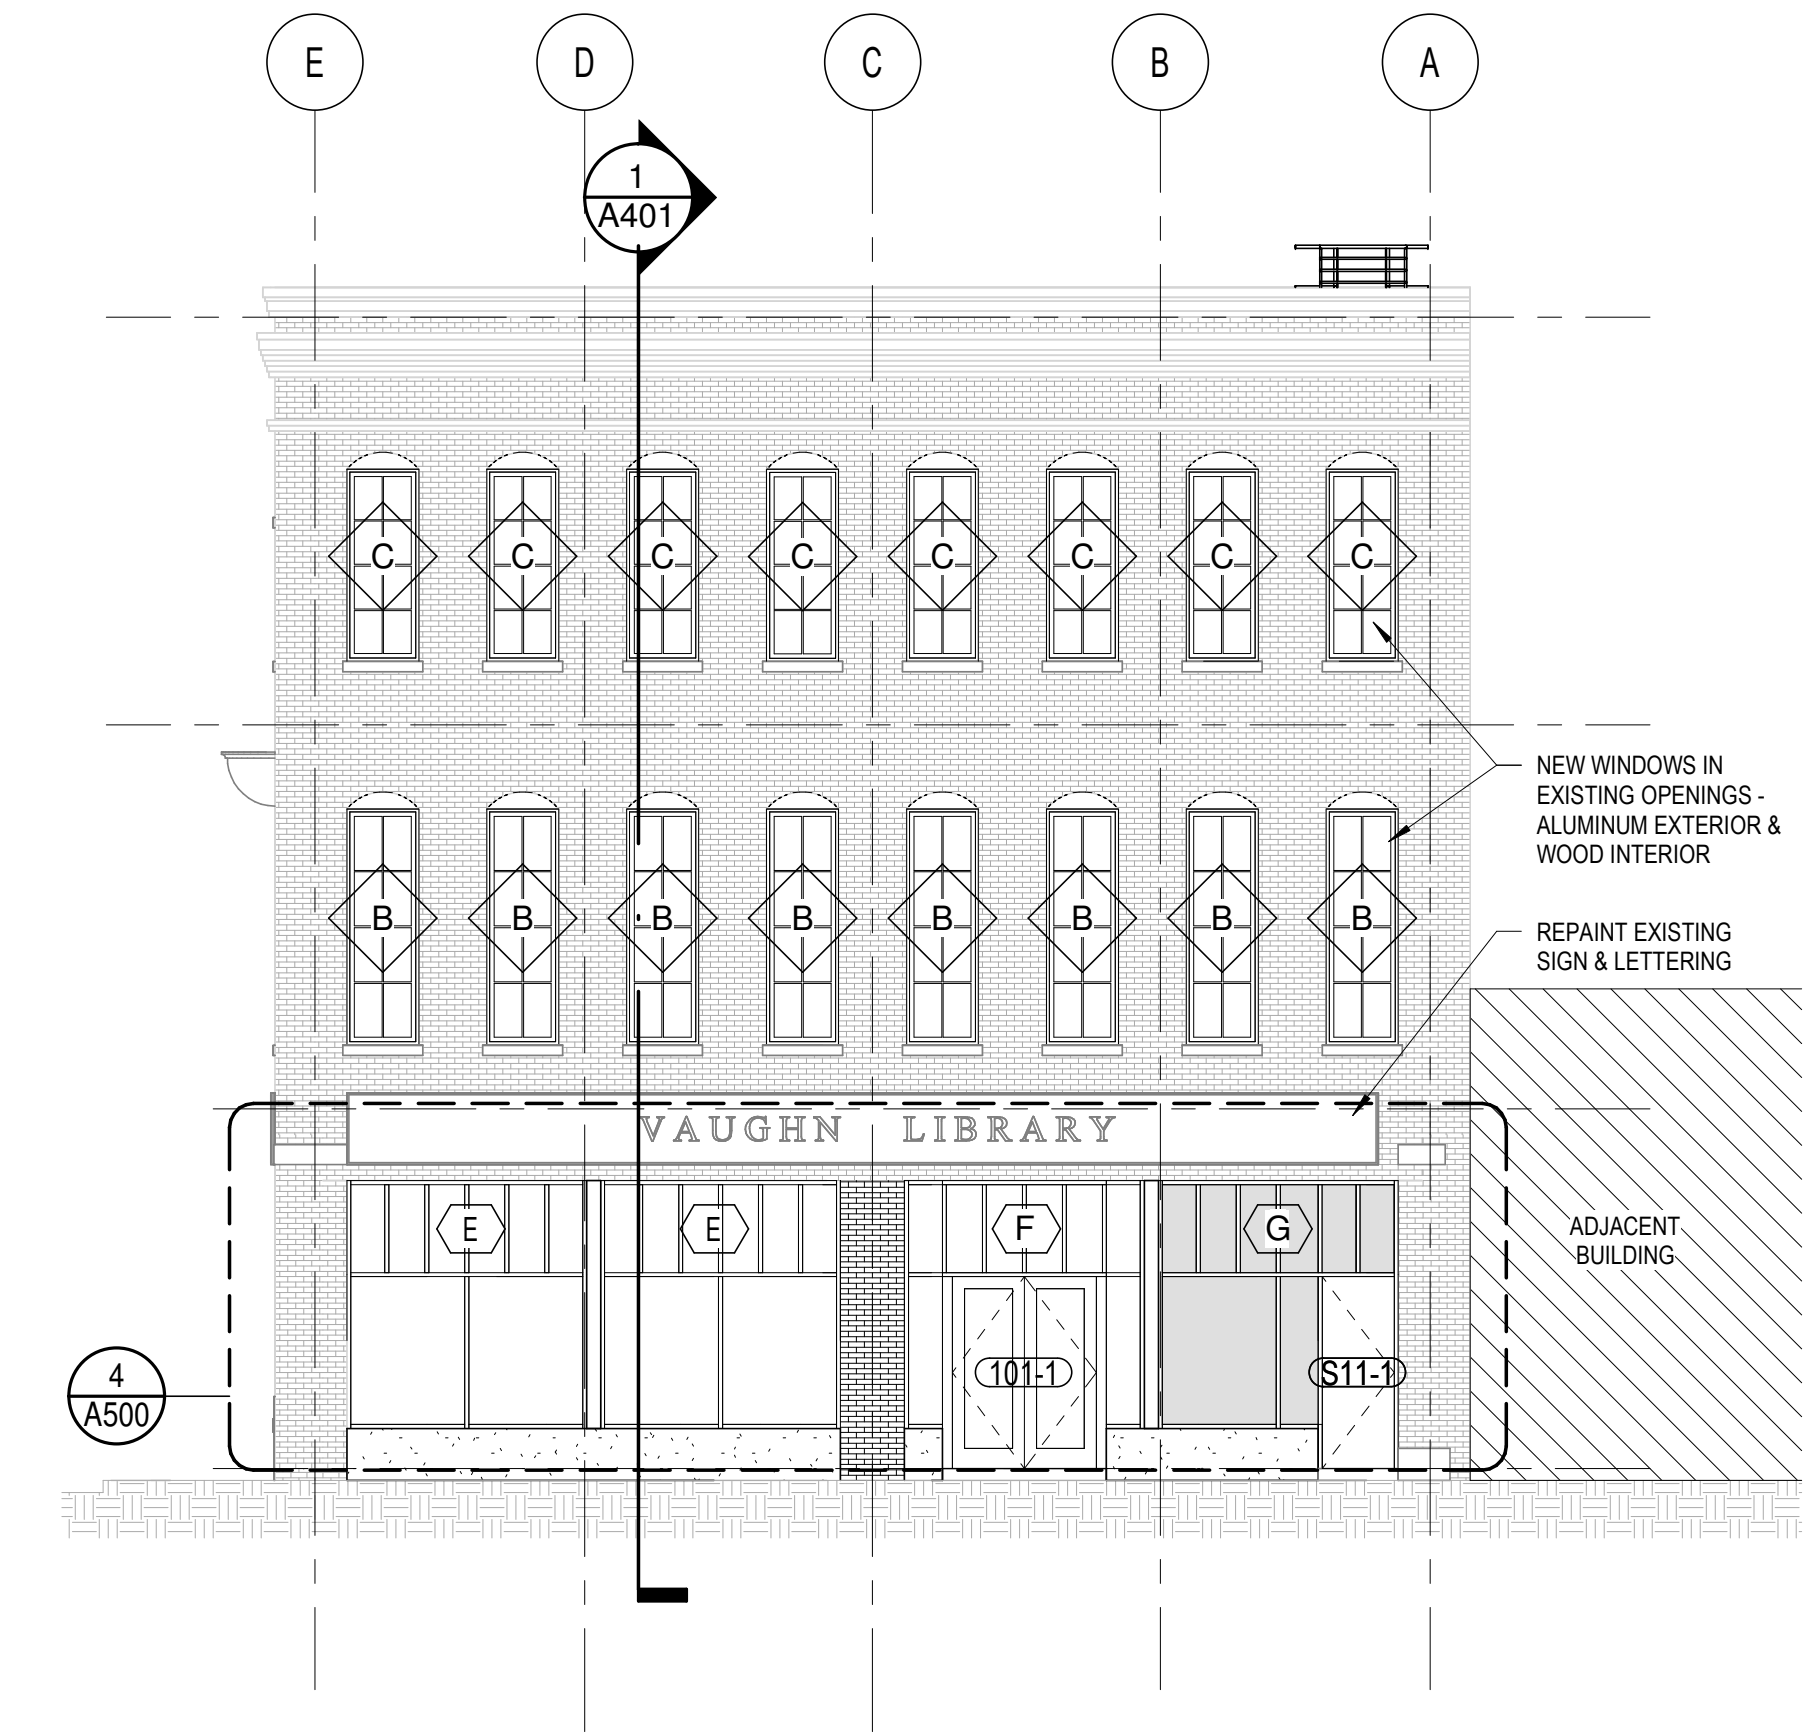 E D C B A
1
A401
C C C C C C C C
NEW WINDOWS IN
EXISTING OPENINGS -
ALUMINUM EXTERIOR &
WOOD INTERIOR
B B B B B B B B
REPAINT EXISTING
SIGN & LETTERING
VAUGHN LIBRARY
E E F G
ADJACENT
BUILDING
101-1 S11-1
4
A500